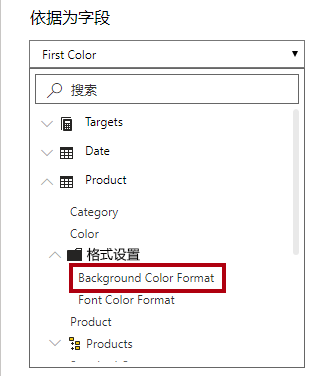 依据为字段
First Color
搜索
Targets
Date
Product
Category
Color
格式设置
Background Color Format
Font Color Format
Product
Products